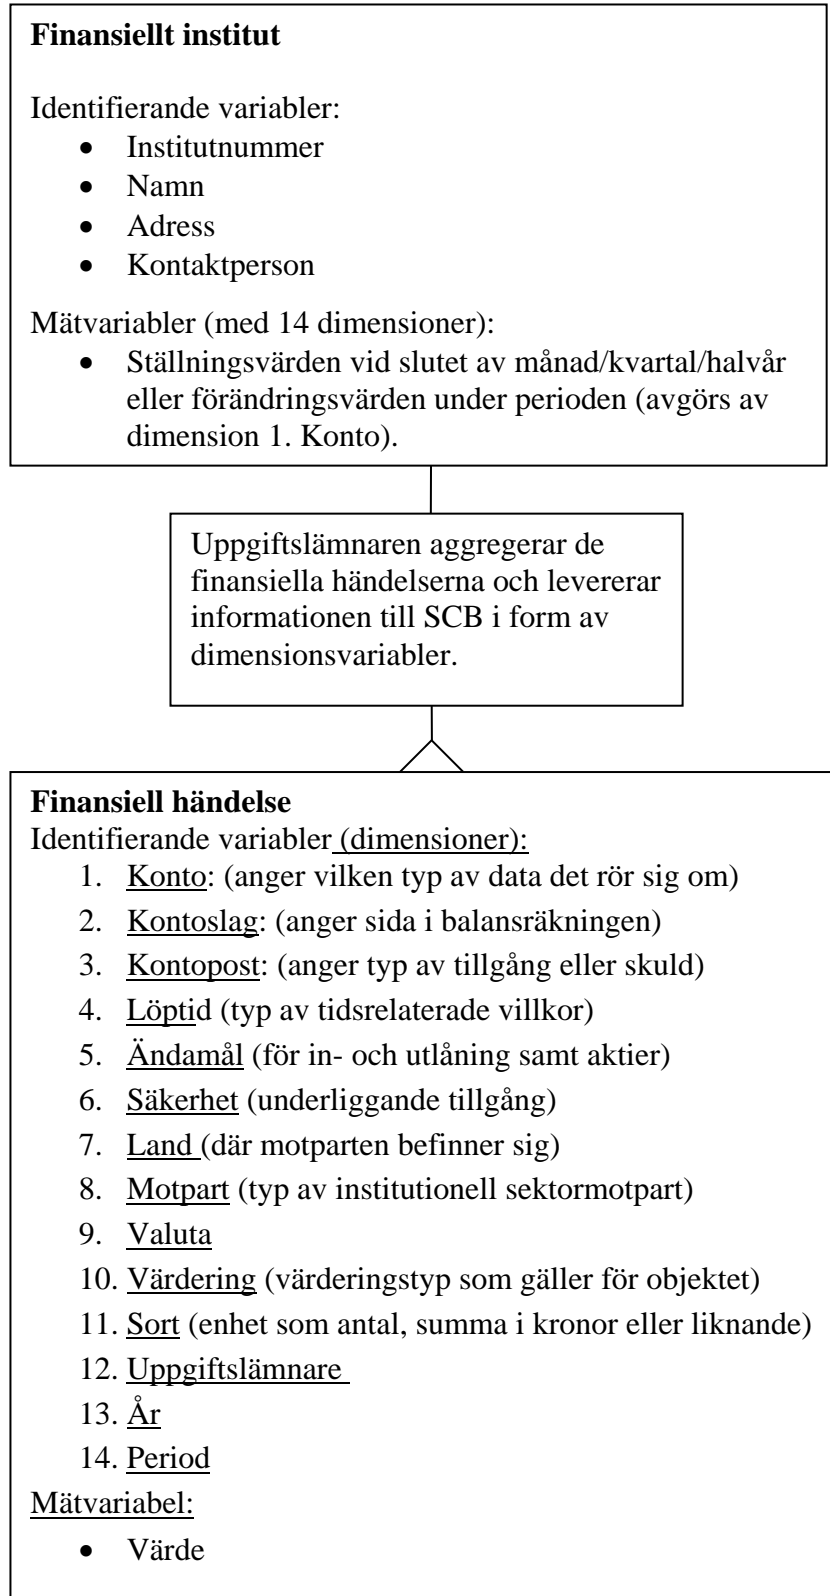 Finansiellt institut
Identifierande variabler:
• Institutnummer
• Namn
• Adress
• Kontaktperson
Mätvariabler (med 14 dimensioner):
• Ställningsvärden vid slutet av månad/kvartal/halvår
eller förändringsvärden under perioden (avgörs av
dimension 1. Konto).
Uppgiftslämnaren aggregerar de
finansiella händelserna och levererar
informationen till SCB i form av
dimensionsvariabler.
Finansiell händelse
Identifierande variabler (dimensioner):
1. Konto: (anger vilken typ av data det rör sig om)
2. Kontoslag: (anger sida i balansräkningen)
3. Kontopost: (anger typ av tillgång eller skuld)
4. Löptid (typ av tidsrelaterade villkor)
5. Ändamål (för in- och utlåning samt aktier)
6. Säkerhet (underliggande tillgång)
7. Land (där motparten befinner sig)
8. Motpart (typ av institutionell sektormotpart)
9. Valuta
10. Värdering (värderingstyp som gäller för objektet)
11. Sort (enhet som antal, summa i kronor eller liknande)
12. Uppgiftslämnare
13. År
14. Period
Mätvariabel:
• Värde